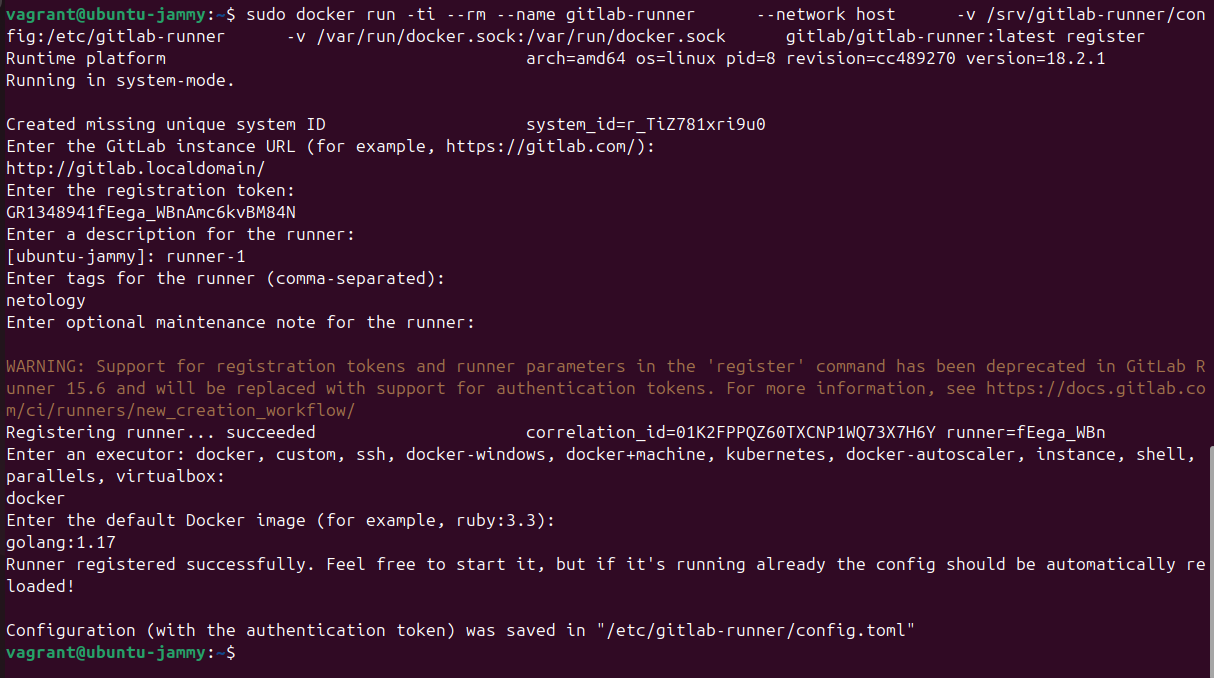 vagrant@ubuntu-jammy:~$ sudo docker run -ti --rm --name gitlab-runner      --network host      -v /srv/gitlab-runner/con
fig:/etc/gitlab-runner      -v /var/run/docker.sock:/var/run/docker.sock      gitlab/gitlab-runner:latest register
Runtime platform                                    arch=amd64 os=linux pid=8 revision=cc489270 version=18.2.1
Running in system-mode.

Created missing unique system ID                    system_id=r_TiZ781xri9u0
Enter the GitLab instance URL (for example, https://gitlab.com/):
http://gitlab.localdomain/
Enter the registration token:
GR1348941fEega_WBnAmc6kvBM84N
Enter a description for the runner:
[ubuntu-jammy]: runner-1
Enter tags for the runner (comma-separated):
netology
Enter optional maintenance note for the runner:

WARNING: Support for registration tokens and runner parameters in the 'register' command has been deprecated in GitLab R
unner 15.6 and will be replaced with support for authentication tokens. For more information, see https://docs.gitlab.co
m/ci/runners/new_creation_workflow/
Registering runner... succeeded                     correlation_id=01K2FPPQZ60TXCNP1WQ73X7H6Y runner=fEega_WBn
Enter an executor: docker, custom, ssh, docker-windows, docker+machine, kubernetes, docker-autoscaler, instance, shell,
parallels, virtualbox:
docker
Enter the default Docker image (for example, ruby:3.3):
golang:1.17
Runner registered successfully. Feel free to start it, but if it's running already the config should be automatically re
loaded!

Configuration (with the authentication token) was saved in "/etc/gitlab-runner/config.toml"
vagrant@ubuntu-jammy:~$